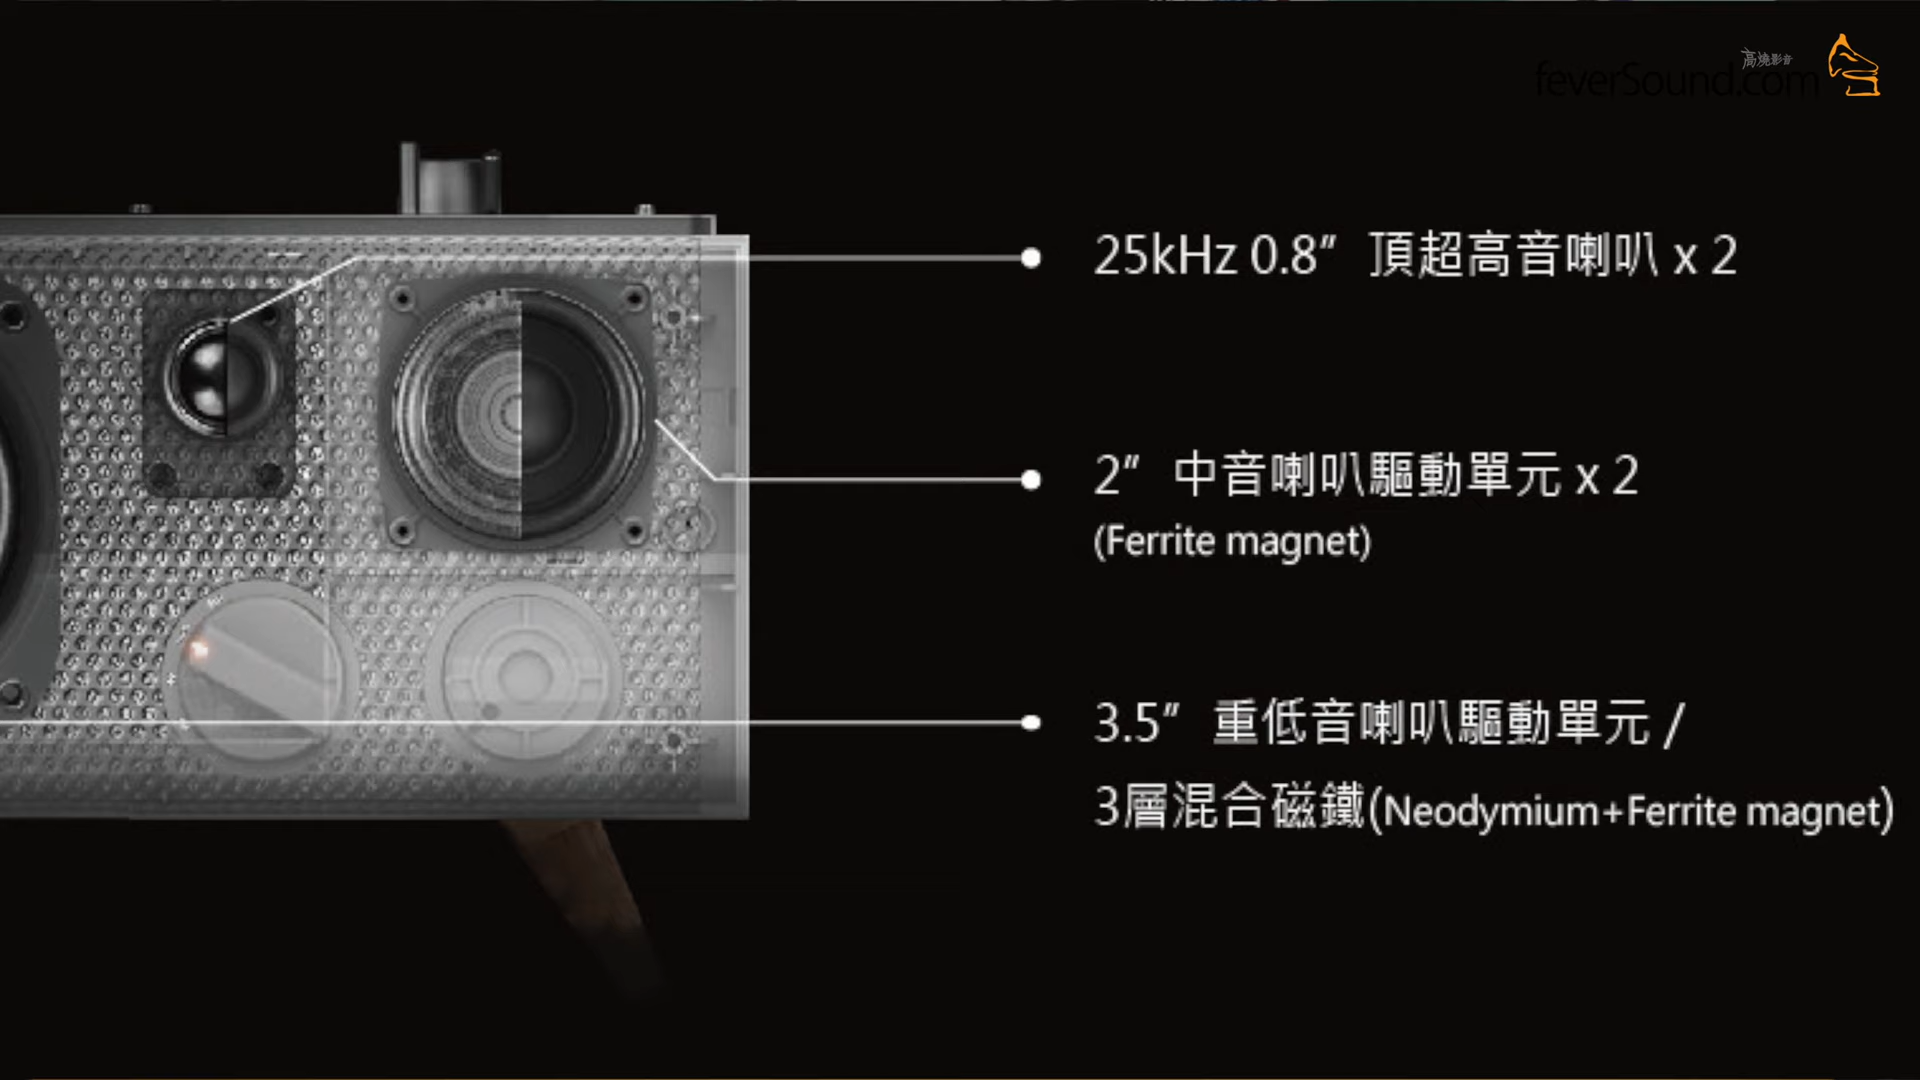 高燒影音
feverSound.com
25kHz 0.8” 頂超高音喇叭 x 2
2” 中音喇叭驅動單元 x 2
(Ferrite magnet)
3.5” 重低音喇叭驅動單元 /
3層混合磁鐵(Neodymium+Ferrite magnet)